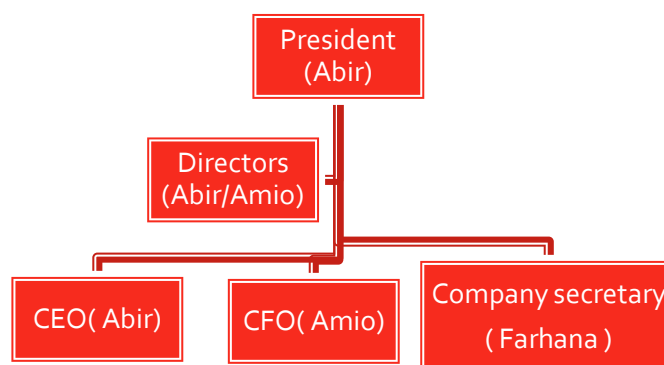 President
(Abir)
Directors
(Abir/Amio)
CEO( Abir)
CFO( Amio)
Company secretary
( Farhana )